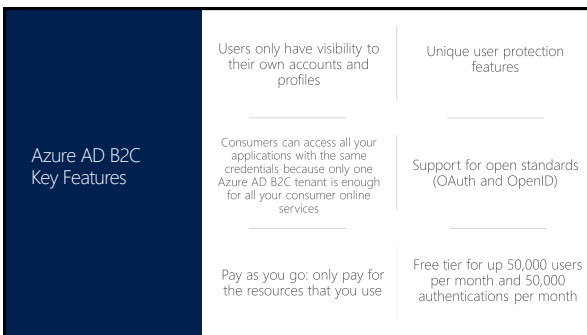 Azure AD B2C
Key Features
Users only have visibility to
their own accounts and
profiles
Unique user protection
features
Consumers can access all your
applications with the same
credentials because only one
Azure AD B2C tenant is enough
for all your consumer online
services
Support for open standards
(OAuth and OpenID)
Pay as you go: only pay for
the resources that you use
Free tier for up 50,000 users
per month and 50,000
authentications per month